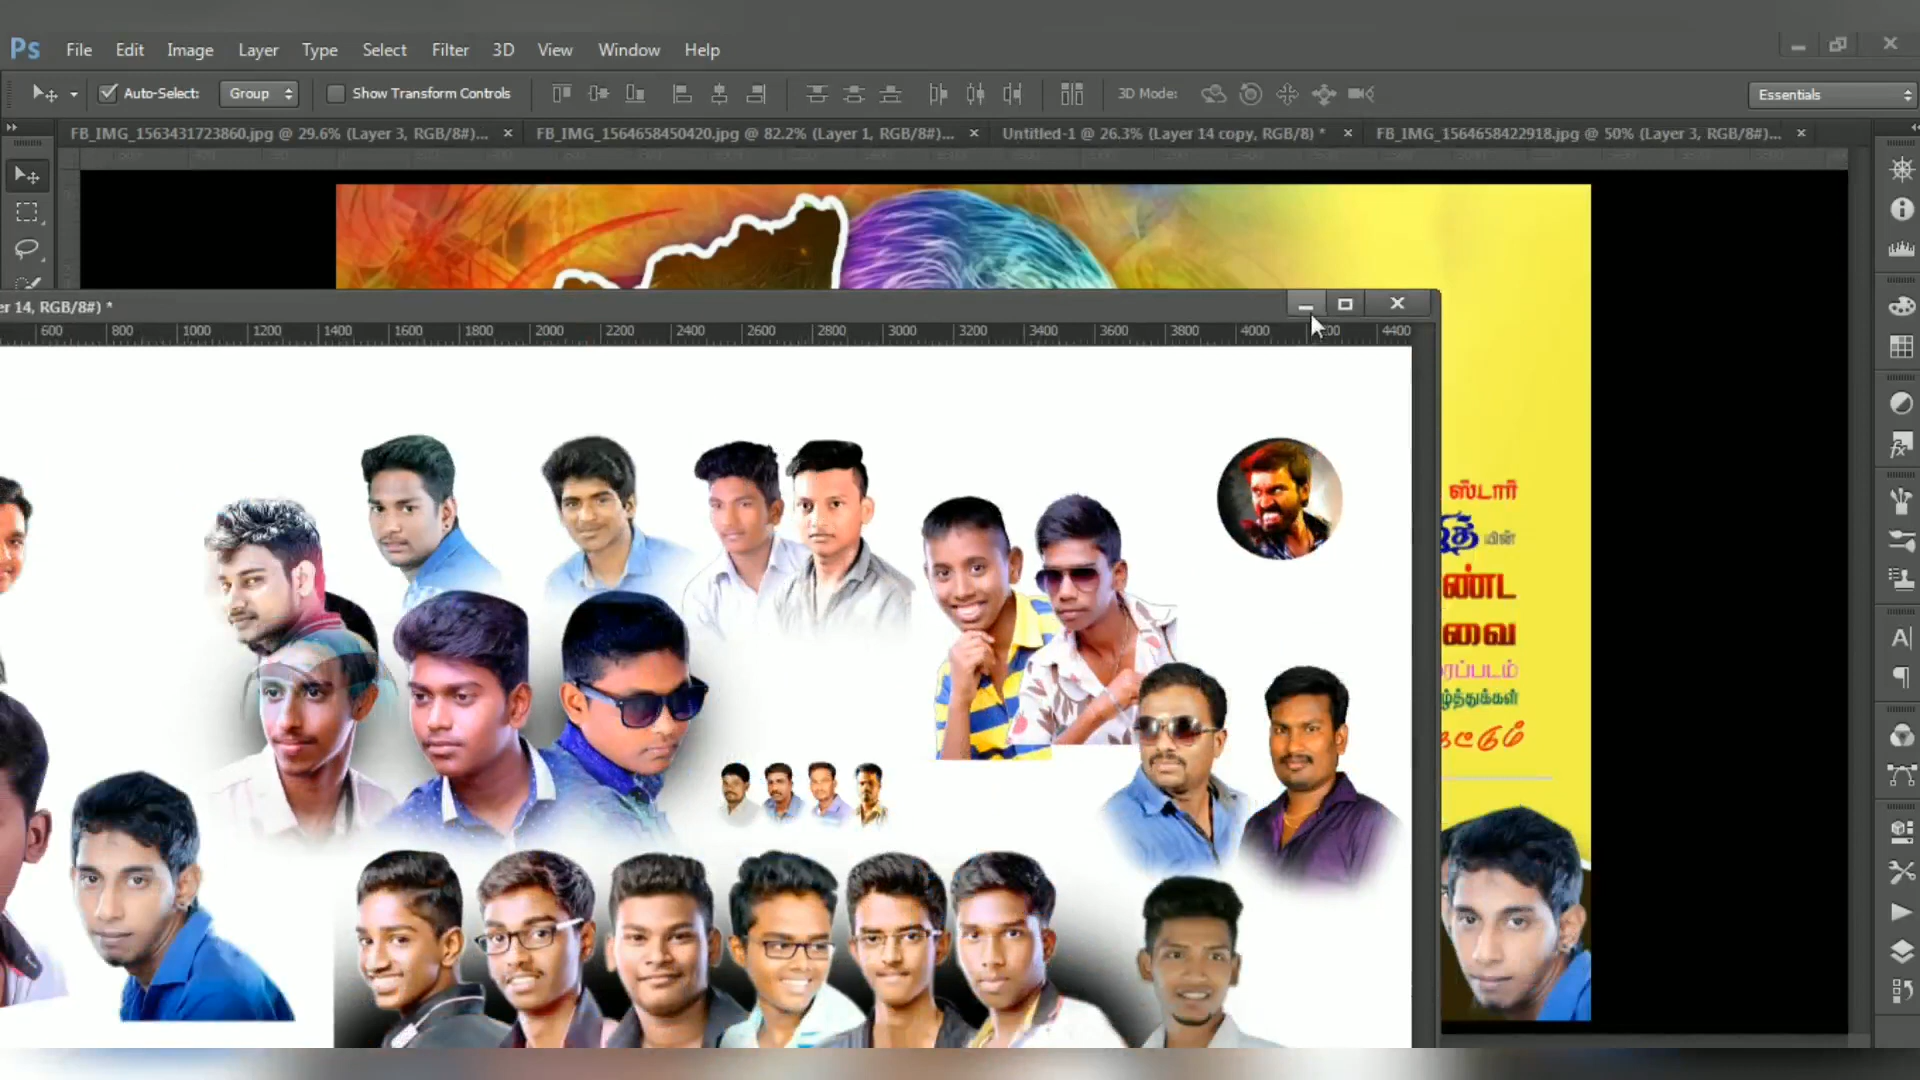 Ps File Edit Image Layer Type Select Filter 3D View Window Help
Auto-Select: Group Show Transform Controls 3D Mode: Essentials
FB_IMG_1563431723860.jpg @ 29.6% (Layer 3, RGB/8#)... FB_IMG_1564658450420.jpg @ 82.2% (Layer 1, RGB/8#)... Untitled-1 @ 26.3% (Layer 14 copy, RGB/8) * FB_IMG_1564658422918.jpg @ 50% (Layer 3, RGB/8#)...
er 14, RGB/8#) *
600 800 1000 1200 1400 1600 1800 2000 2200 2400 2600 2800 3000 3200 3400 3600 3800 4000 4400
ஸ்டார்
யின்
ண்ட
வை
ரைப்படம்
ழ்த்துக்கள்